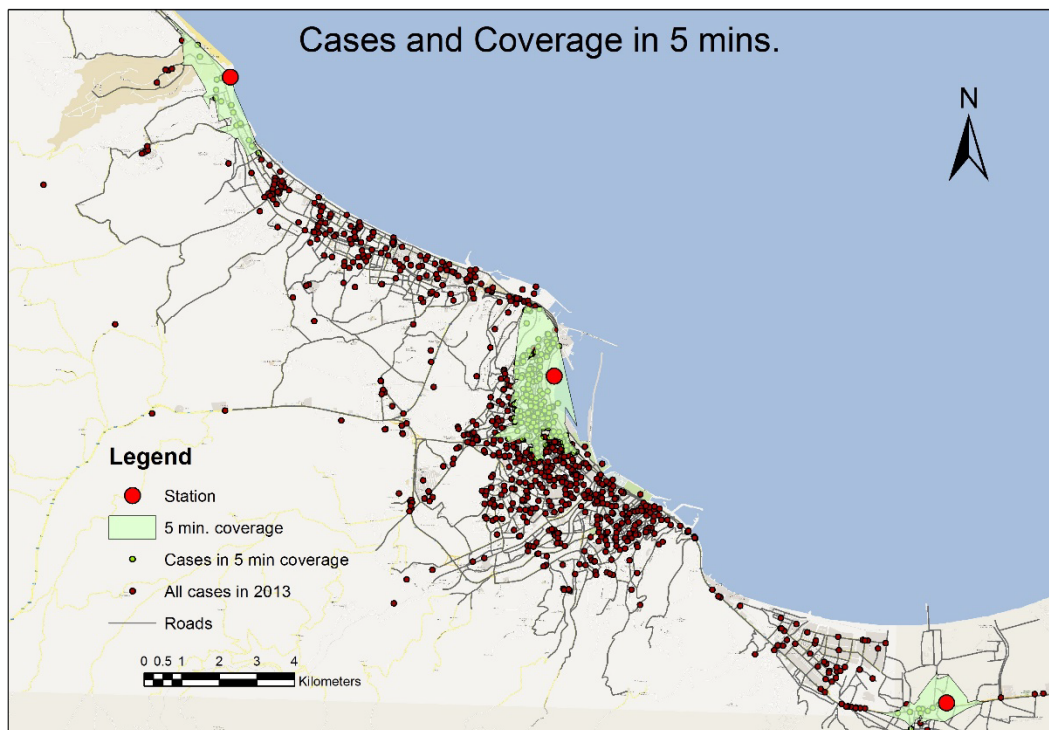 Cases and Coverage in 5 mins.
N
Legend
Station
5 min. coverage
Cases in 5 min coverage
All cases in 2013
Roads
0 0.5 1 2 3 4
Kilometers